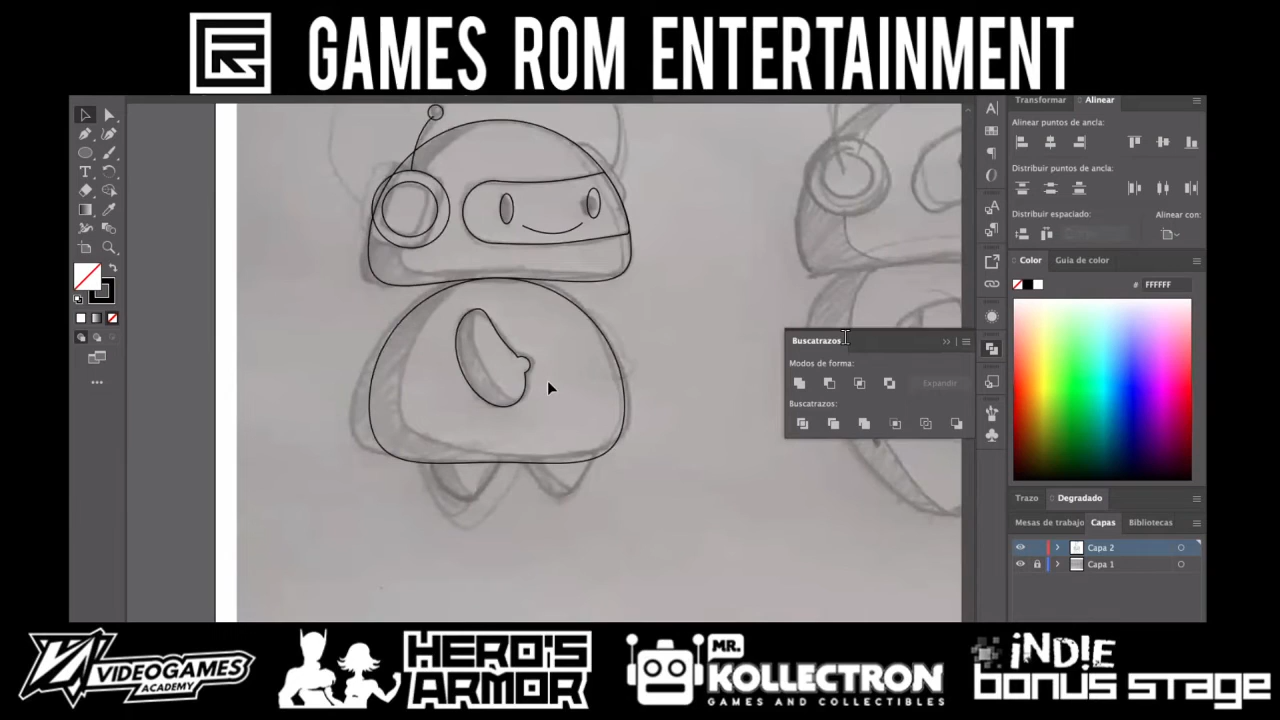 GAMES ROM ENTERTAINMENT
Transformar
Alinear
Alinear puntos de ancla:
Distribuir puntos de ancla:
Distribuir espaciado:
Alinear con:
Color
Guía de color
# FFFFFF
Buscatrazos
Modos de forma:
Expandir
Buscatrazos:
Trazo
Degradado
Mesas de trabajo
Capas
Bibliotecas
Capa 2
Capa 1
VIDEOGAMES
ACADEMY
HERO'S
ARMOR
MR.
KOLLECTRON
GAMES AND COLLECTIBLES
iNDIE
bonus stage